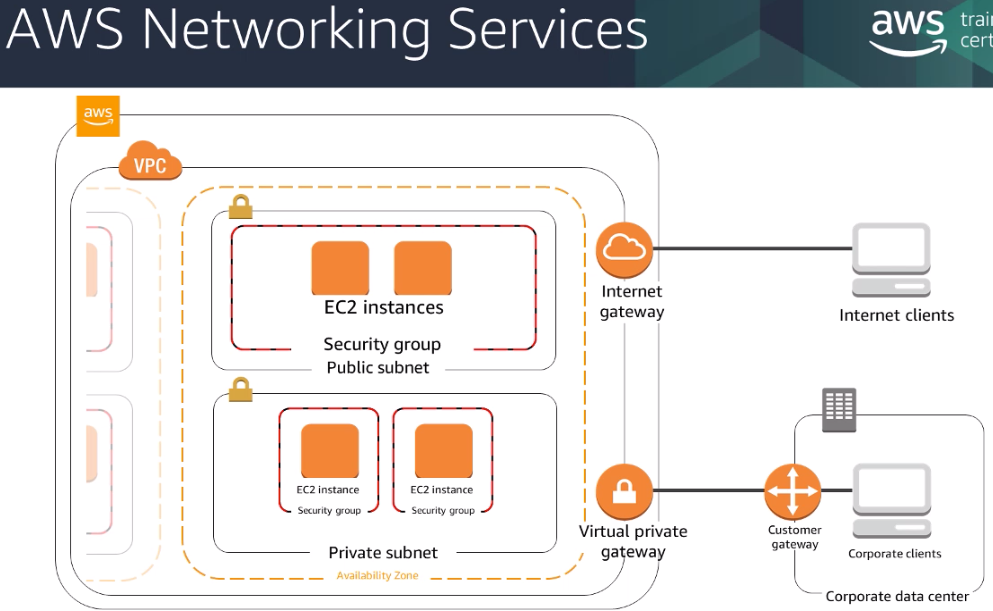 AWS Networking Services
aws
aws
VPC
EC2 instances
Security group
Public subnet
Internet
gateway
Internet clients
EC2 instance
EC2 instance
Security group
Security group
Private subnet
Availability Zone
Virtual private
gateway
Customer
gateway
Corporate clients
Corporate data center